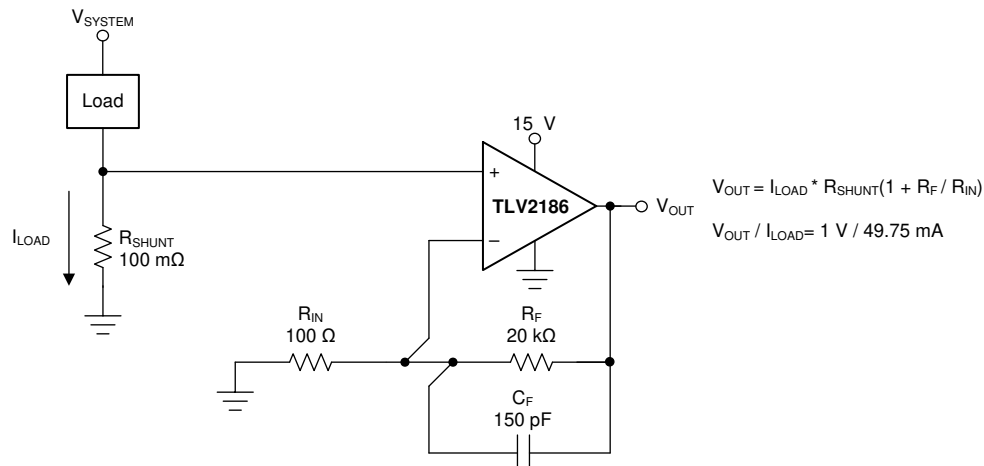 V_SYSTEM
Load
15 V
+
TLV2186
−
V_OUT
V_OUT = I_LOAD * R_SHUNT(1 + R_F / R_IN)
V_OUT / I_LOAD= 1 V / 49.75 mA
I_LOAD
R_SHUNT
100 mΩ
R_IN
100 Ω
R_F
20 kΩ
C_F
150 pF